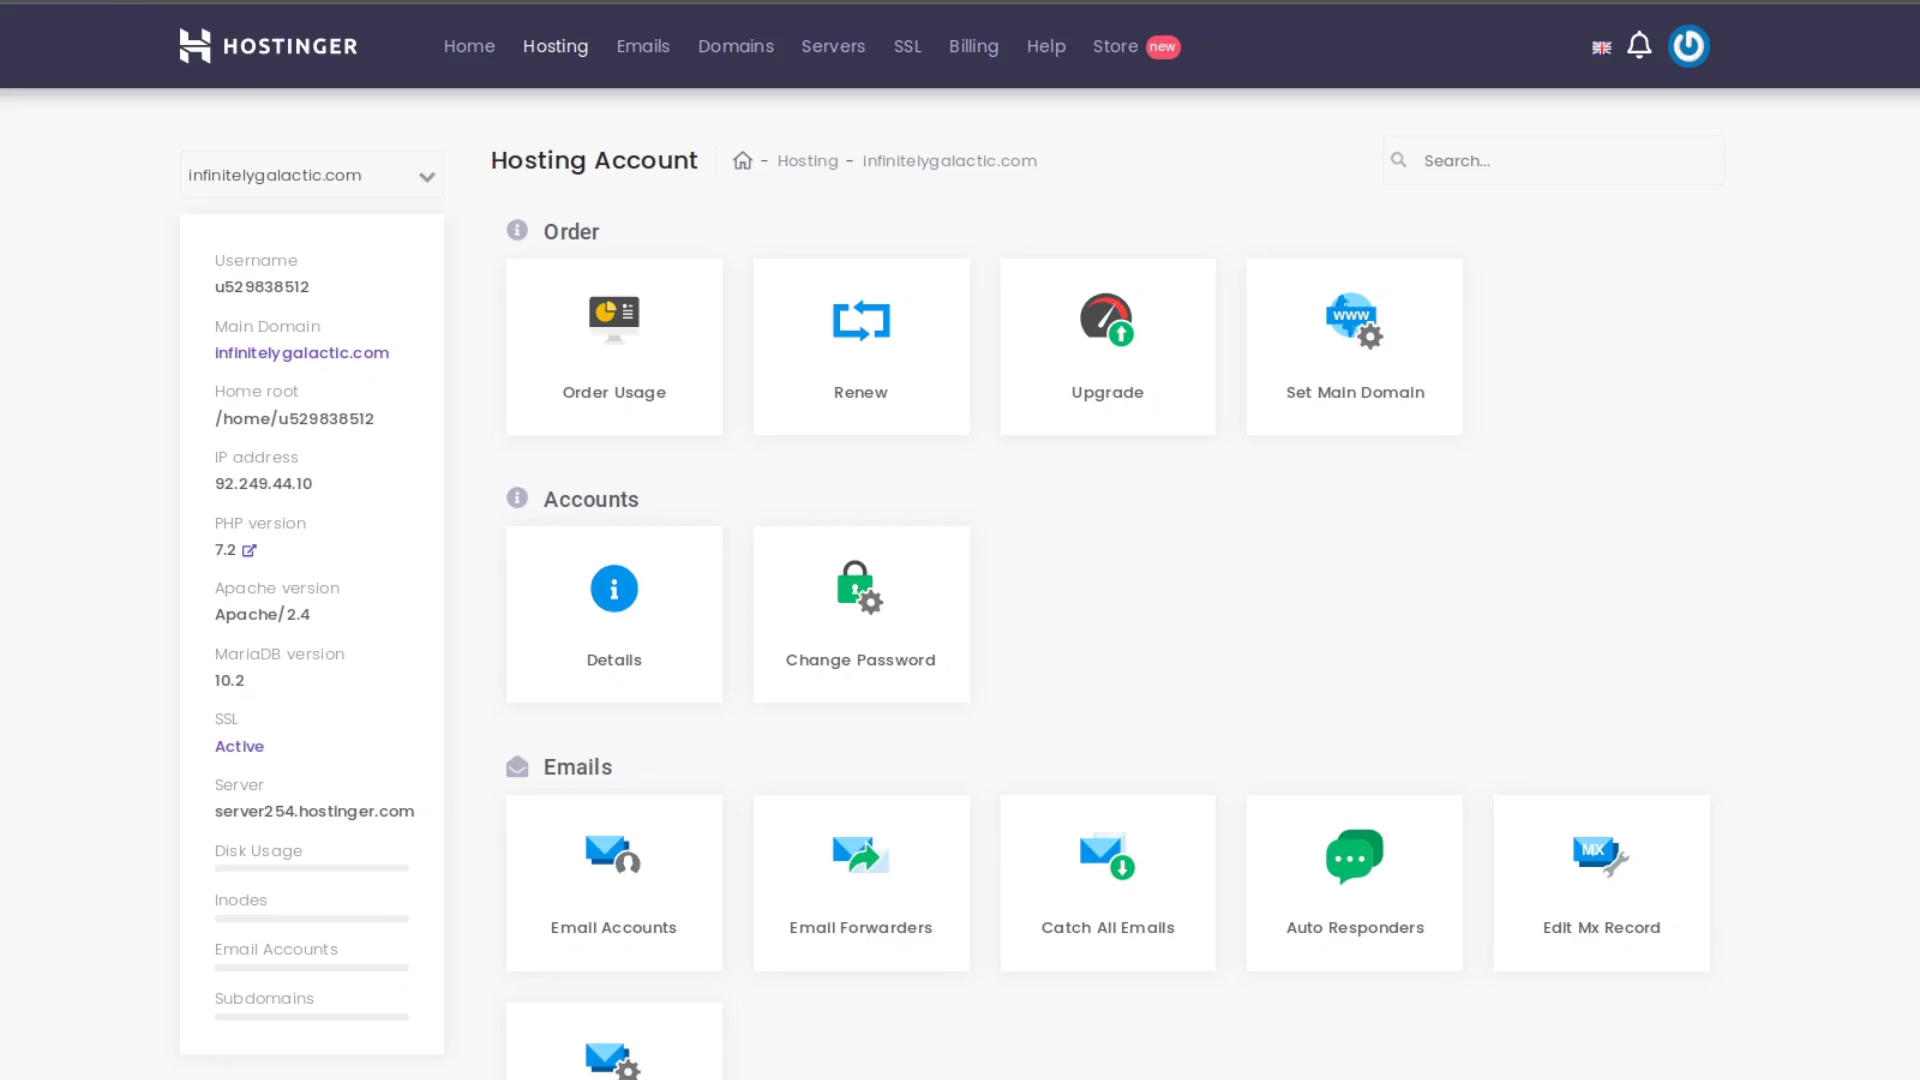 HOSTINGER
Home Hosting Emails Domains Servers SSL Billing Help Store new
infinitelygalactic.com
Username
u529838512
Main Domain
infinitelygalactic.com
Home root
/home/u529838512
IP address
92.249.44.10
PHP version
7.2
Apache version
Apache/2.4
MariaDB version
10.2
SSL
Active
Server
server254.hostinger.com
Disk Usage
Inodes
Email Accounts
Subdomains
Hosting Account - Hosting - infinitelygalactic.com
Search...
Order
Order Usage
Renew
Upgrade
WWW
Set Main Domain
Accounts
Details
Change Password
Emails
Email Accounts
Email Forwarders
Catch All Emails
Auto Responders
MX
Edit Mx Record